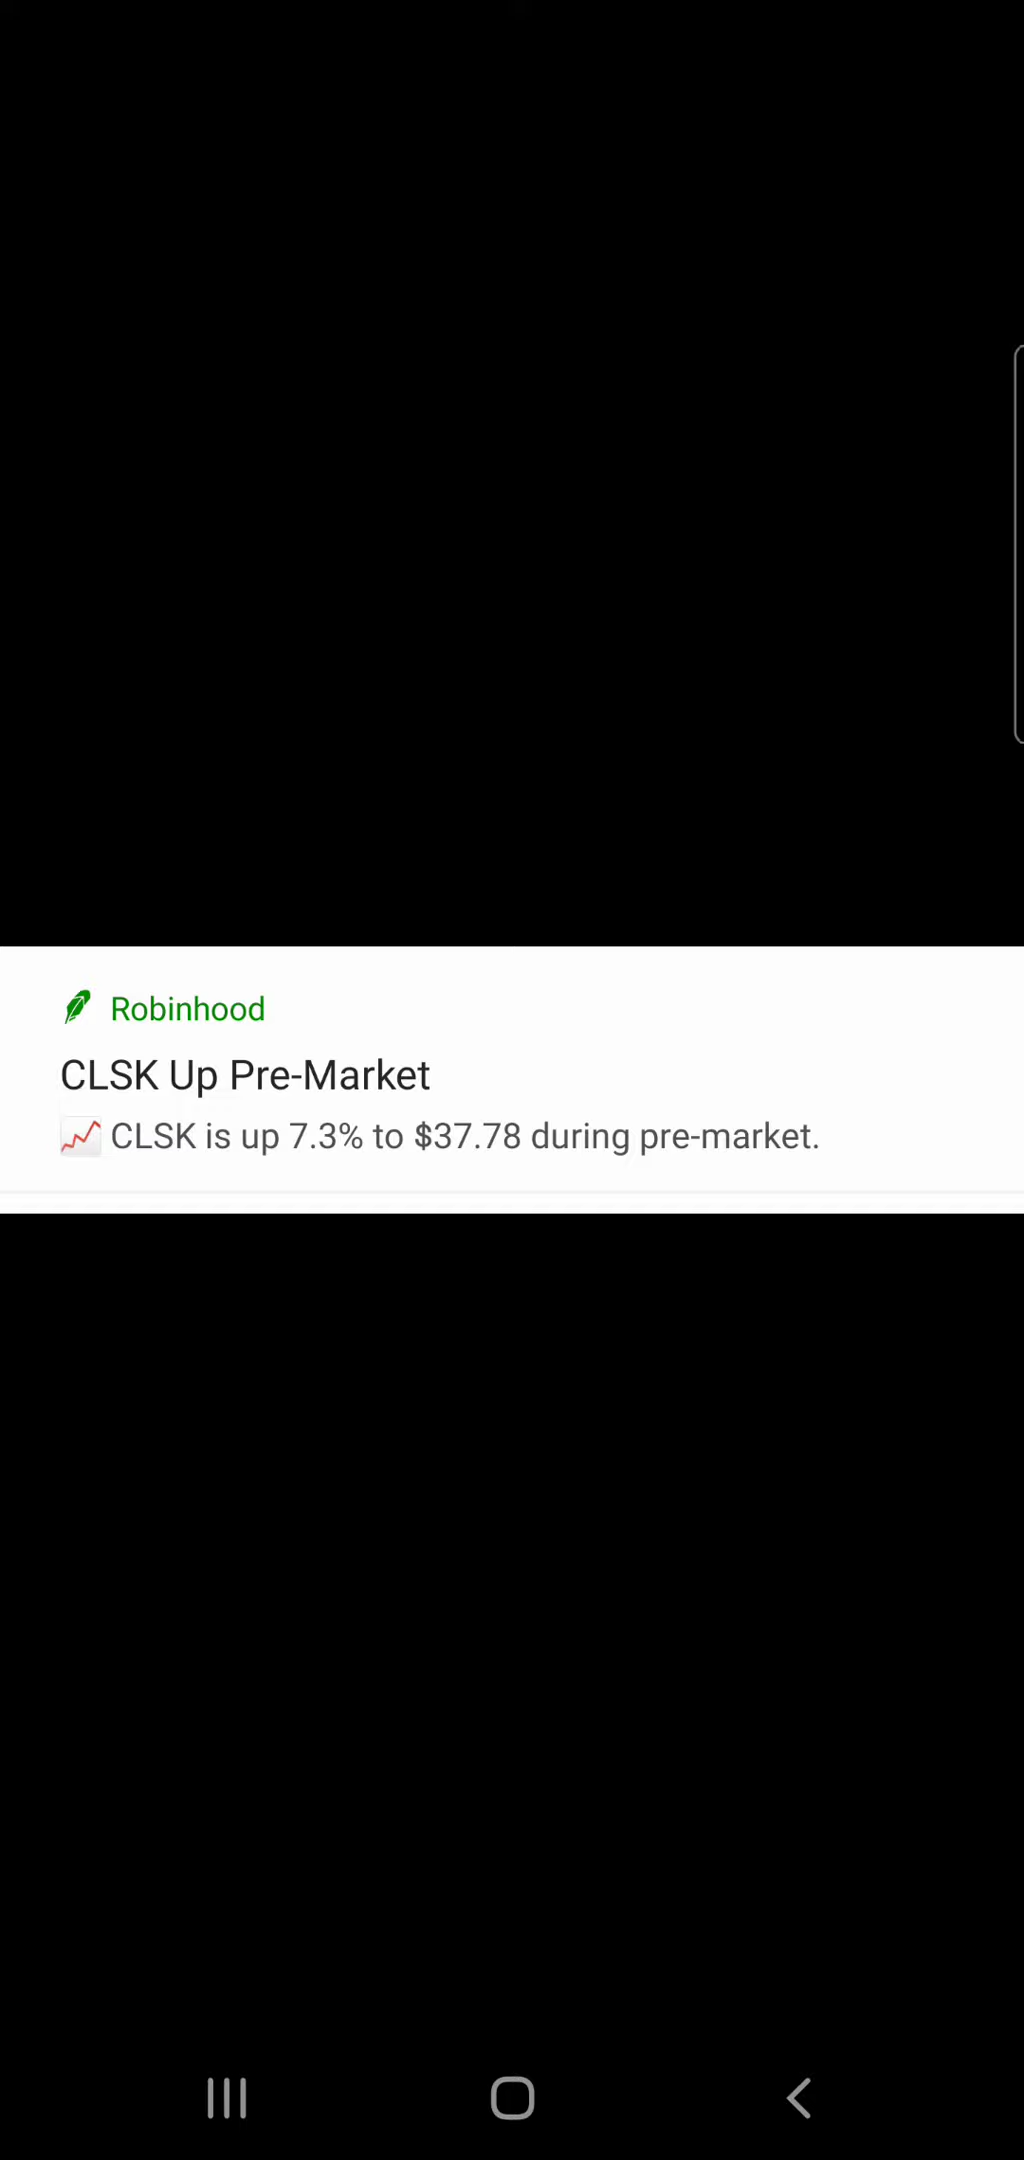 Robinhood
CLSK Up Pre-Market
📈 CLSK is up 7.3% to $37.78 during pre-market.